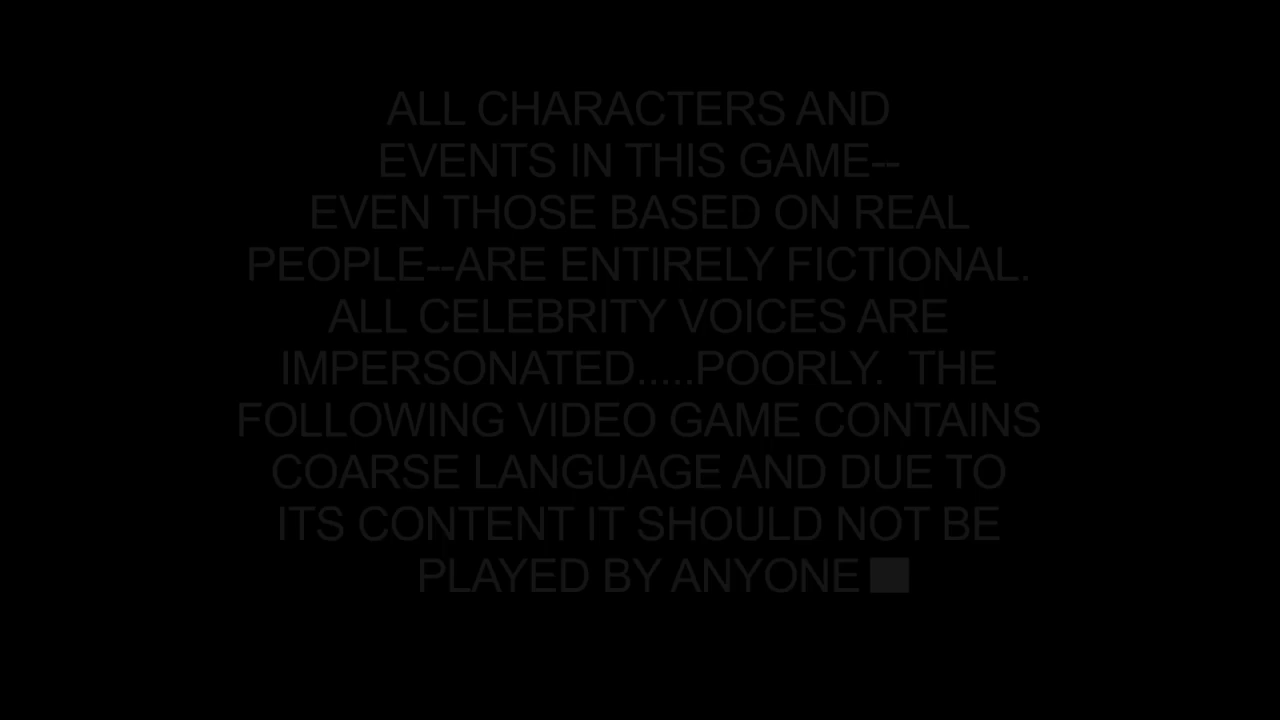 ALL CHARACTERS AND
EVENTS IN THIS GAME--
EVEN THOSE BASED ON REAL
PEOPLE--ARE ENTIRELY FICTIONAL.
ALL CELEBRITY VOICES ARE
IMPERSONATED.....POORLY.  THE
FOLLOWING VIDEO GAME CONTAINS
COARSE LANGUAGE AND DUE TO
ITS CONTENT IT SHOULD NOT BE
PLAYED BY ANYONE